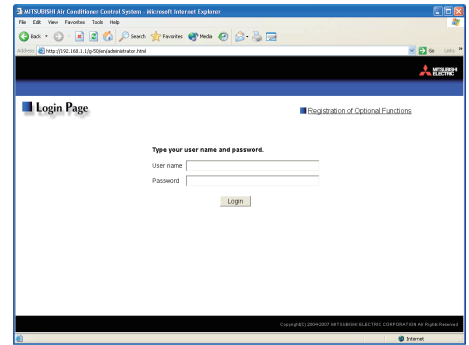 MITSUBISHI Air Conditioner Control System - Microsoft Internet Explorer
File Edit View Favorites Tools Help
Back Search Favorites Media
Address http://192.168.1.1/p-50/en/administrator.html Go Links »
MITSUBISHI
ELECTRIC
Login Page
Registration of Optional Functions
Type your user name and password.
User name
Password
Login
Copyright(C) 2004-2007 MITSUBISHI ELECTRIC CORPORATION All Rights Reserved
Internet